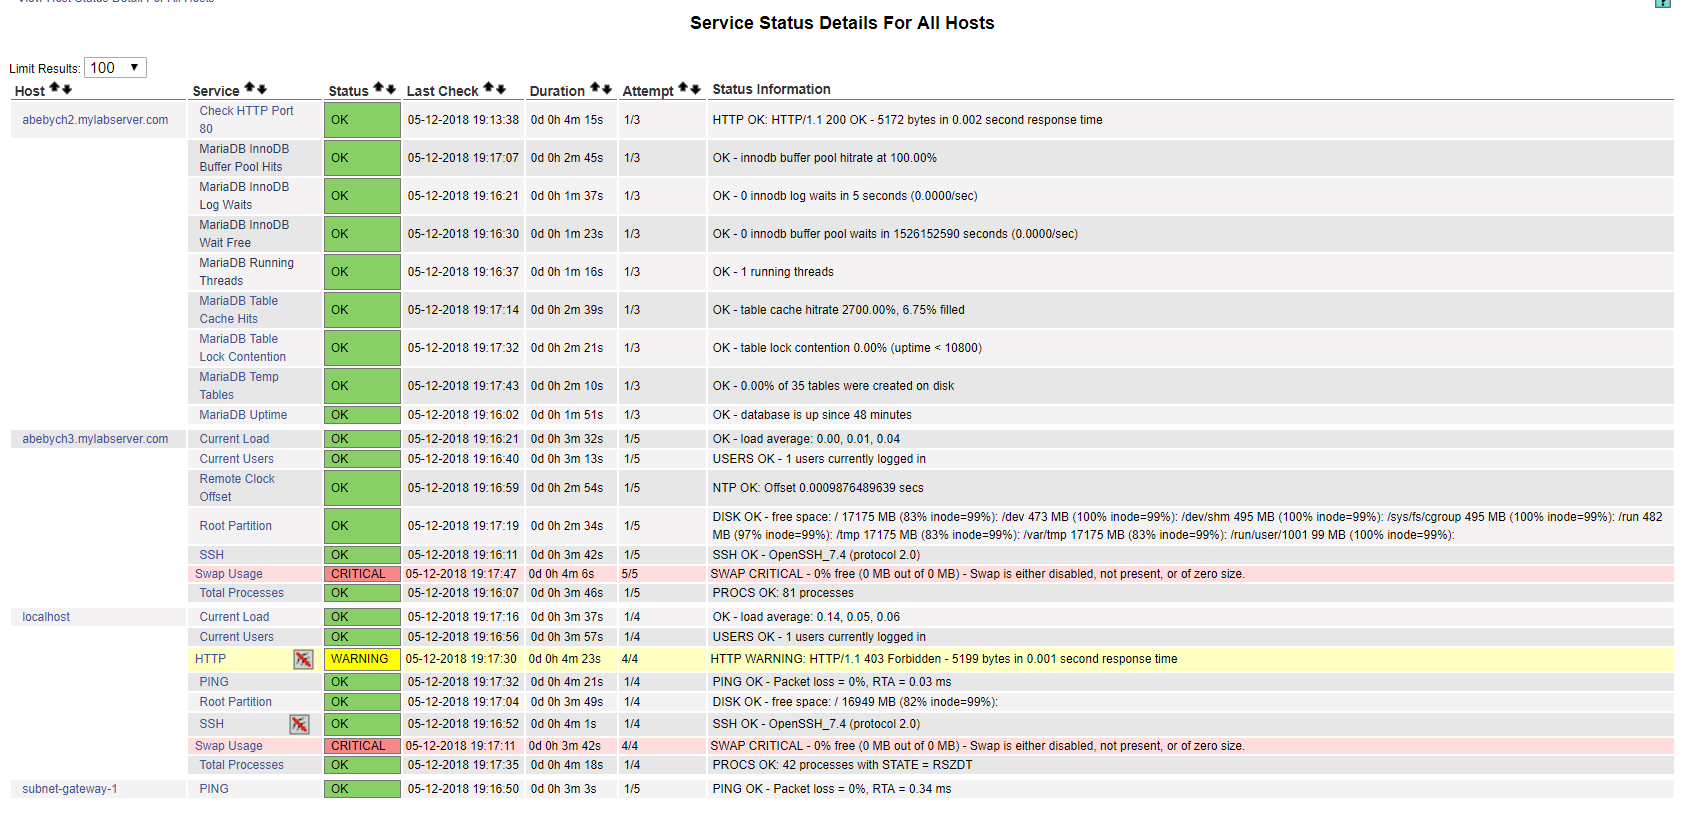 View Host Status Detail For All Hosts
Service Status Details For All Hosts
Limit Results: 100
Host Service Status Last Check Duration Attempt Status Information
abebych2.mylabserver.com Check HTTP Port 80 OK 05-12-2018 19:13:38 0d 0h 4m 15s 1/3 HTTP OK: HTTP/1.1 200 OK - 5172 bytes in 0.002 second response time
MariaDB InnoDB Buffer Pool Hits OK 05-12-2018 19:17:07 0d 0h 2m 45s 1/3 OK - innodb buffer pool hitrate at 100.00%
MariaDB InnoDB Log Waits OK 05-12-2018 19:16:21 0d 0h 1m 37s 1/3 OK - 0 innodb log waits in 5 seconds (0.0000/sec)
MariaDB InnoDB Wait Free OK 05-12-2018 19:16:30 0d 0h 1m 23s 1/3 OK - 0 innodb buffer pool waits in 1526152590 seconds (0.0000/sec)
MariaDB Running Threads OK 05-12-2018 19:16:37 0d 0h 1m 16s 1/3 OK - 1 running threads
MariaDB Table Cache Hits OK 05-12-2018 19:17:14 0d 0h 2m 39s 1/3 OK - table cache hitrate 2700.00%, 6.75% filled
MariaDB Table Lock Contention OK 05-12-2018 19:17:32 0d 0h 2m 21s 1/3 OK - table lock contention 0.00% (uptime < 10800)
MariaDB Temp Tables OK 05-12-2018 19:17:43 0d 0h 2m 10s 1/3 OK - 0.00% of 35 tables were created on disk
MariaDB Uptime OK 05-12-2018 19:16:02 0d 0h 1m 51s 1/3 OK - database is up since 48 minutes
abebych3.mylabserver.com Current Load OK 05-12-2018 19:16:21 0d 0h 3m 32s 1/5 OK - load average: 0.00, 0.01, 0.04
Current Users OK 05-12-2018 19:16:40 0d 0h 3m 13s 1/5 USERS OK - 1 users currently logged in
Remote Clock Offset OK 05-12-2018 19:16:59 0d 0h 2m 54s 1/5 NTP OK: Offset 0.0009876489639 secs
Root Partition OK 05-12-2018 19:17:19 0d 0h 2m 34s 1/5 DISK OK - free space: / 17175 MB (83% inode=99%): /dev 473 MB (100% inode=99%): /dev/shm 495 MB (100% inode=99%): /sys/fs/cgroup 495 MB (100% inode=99%): /run 482
MB (97% inode=99%): /tmp 17175 MB (83% inode=99%): /var/tmp 17175 MB (83% inode=99%): /run/user/1001 99 MB (100% inode=99%):
SSH OK 05-12-2018 19:16:11 0d 0h 3m 42s 1/5 SSH OK - OpenSSH_7.4 (protocol 2.0)
Swap Usage CRITICAL 05-12-2018 19:17:47 0d 0h 4m 6s 5/5 SWAP CRITICAL - 0% free (0 MB out of 0 MB) - Swap is either disabled, not present, or of zero size.
Total Processes OK 05-12-2018 19:16:07 0d 0h 3m 46s 1/5 PROCS OK: 81 processes
localhost Current Load OK 05-12-2018 19:17:16 0d 0h 3m 37s 1/4 OK - load average: 0.14, 0.05, 0.06
Current Users OK 05-12-2018 19:16:56 0d 0h 3m 57s 1/4 USERS OK - 1 users currently logged in
HTTP WARNING 05-12-2018 19:17:30 0d 0h 4m 23s 4/4 HTTP WARNING: HTTP/1.1 403 Forbidden - 5199 bytes in 0.001 second response time
PING OK 05-12-2018 19:17:32 0d 0h 4m 21s 1/4 PING OK - Packet loss = 0%, RTA = 0.03 ms
Root Partition OK 05-12-2018 19:17:04 0d 0h 3m 49s 1/4 DISK OK - free space: / 16949 MB (82% inode=99%):
SSH OK 05-12-2018 19:16:52 0d 0h 4m 1s 1/4 SSH OK - OpenSSH_7.4 (protocol 2.0)
Swap Usage CRITICAL 05-12-2018 19:17:11 0d 0h 3m 42s 4/4 SWAP CRITICAL - 0% free (0 MB out of 0 MB) - Swap is either disabled, not present, or of zero size.
Total Processes OK 05-12-2018 19:17:35 0d 0h 4m 18s 1/4 PROCS OK: 42 processes with STATE = RSZDT
subnet-gateway-1 PING OK 05-12-2018 19:16:50 0d 0h 3m 3s 1/5 PING OK - Packet loss = 0%, RTA = 0.34 ms